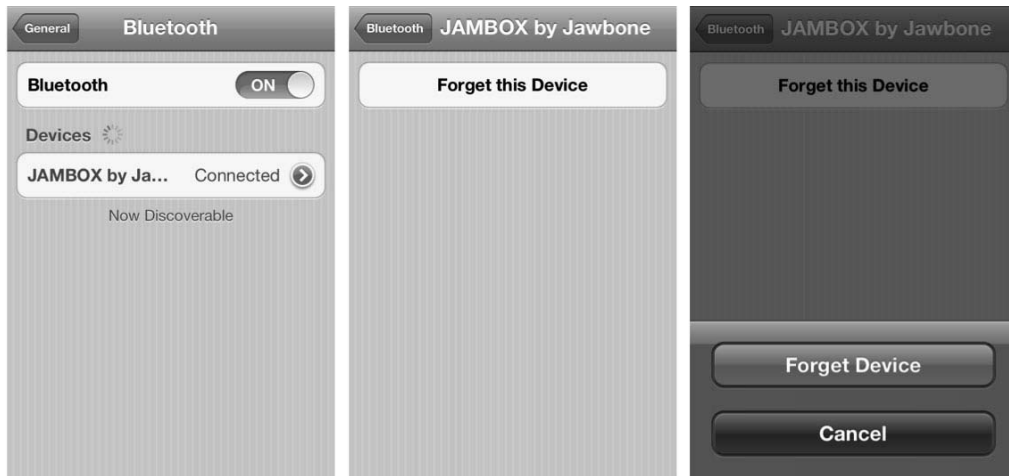 General
Bluetooth
Bluetooth ON
Devices
JAMBOX by Ja... Connected
Now Discoverable
Bluetooth
JAMBOX by Jawbone
Forget this Device
Bluetooth
JAMBOX by Jawbone
Forget this Device
Forget Device
Cancel